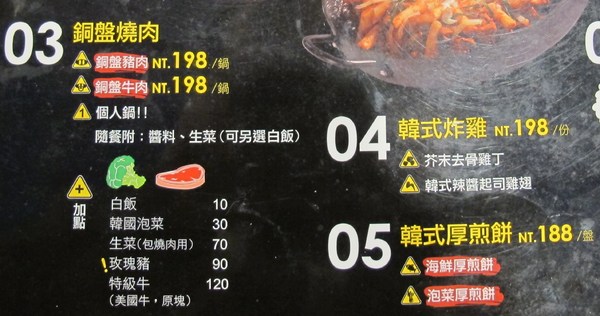 03 銅盤燒肉
銅盤豬肉 NT.198 /鍋
銅盤牛肉 NT.198 /鍋
1 個人鍋!!
隨餐附：醬料、生菜(可另選白飯)
+ 加點
白飯 10
韓國泡菜 30
生菜(包燒肉用) 70
!玫瑰豬 90
特級牛 120
(美國牛，原塊)
04 韓式炸雞 NT.198 /份
芥末去骨雞丁
韓式辣醬起司雞翅
05 韓式厚煎餅 NT.188 /盤
海鮮厚煎餅
泡菜厚煎餅